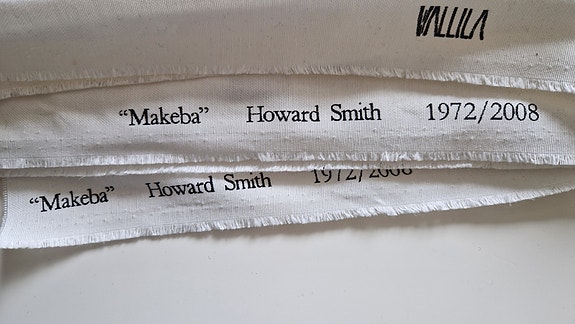 VALLILA
“Makeba” Howard Smith 1972/2008
“Makeba” Howard Smith 1972/2008